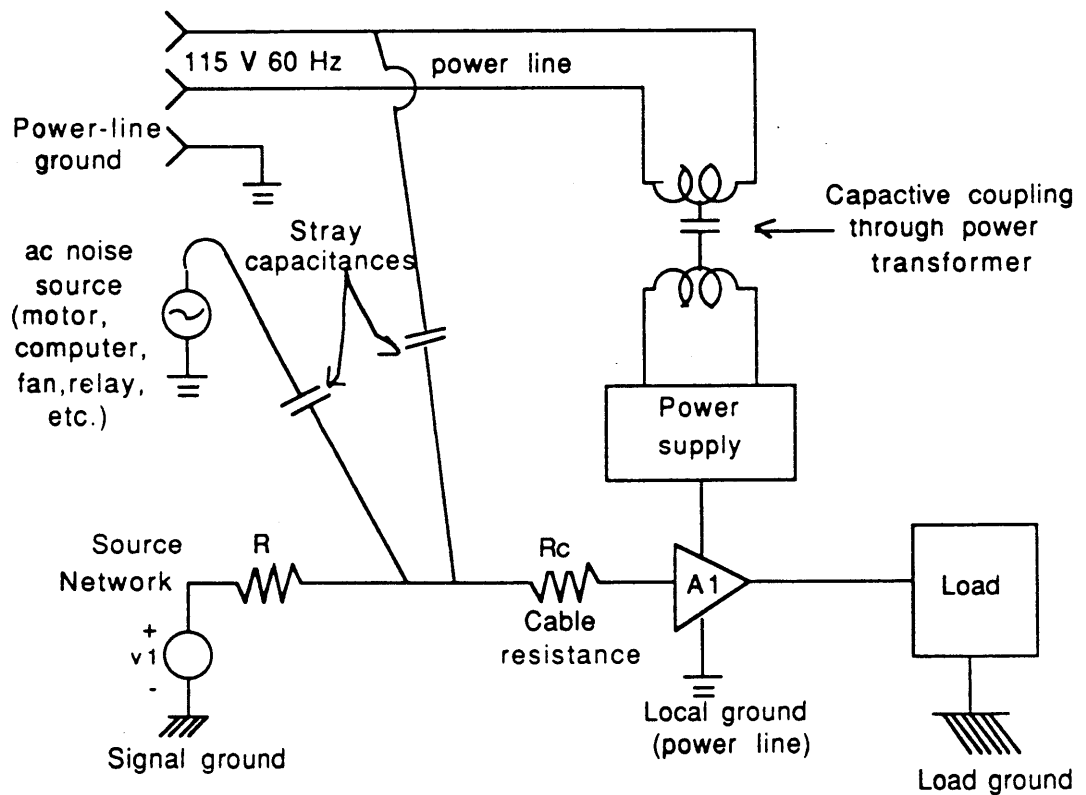 115 V 60 Hz power line
Power-line
ground
Capactive coupling
through power
transformer
Stray
capacitances
ac noise
source
(motor,
computer,
fan,relay,
etc.)
Power
supply
Source
Network
R
Rc
A1
Load
Cable
resistance
+
v1
-
Signal ground
Local ground
(power line)
Load ground